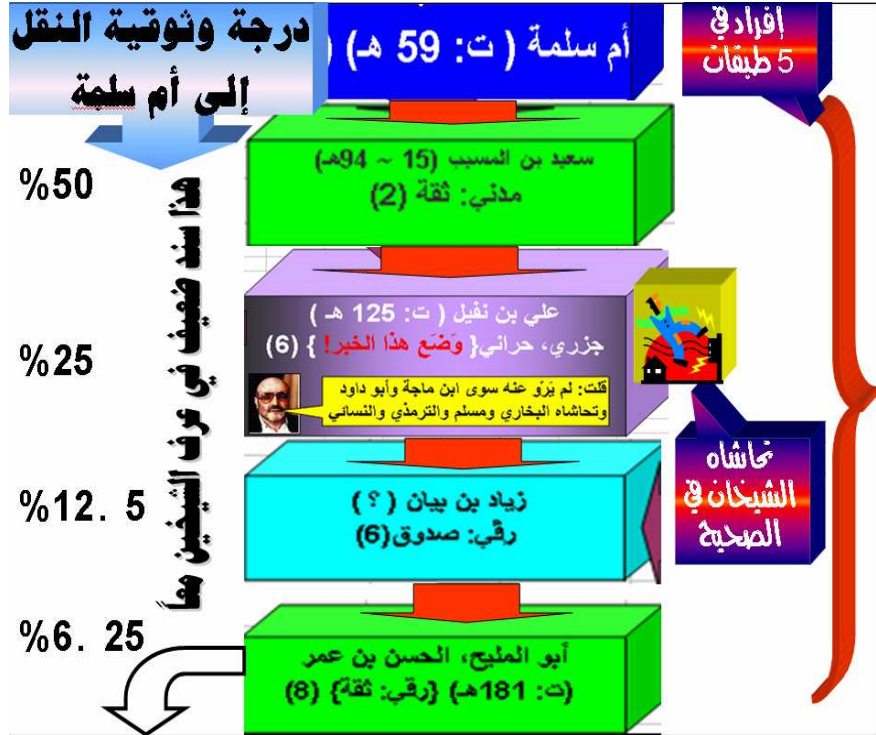 درجة وثوقية النقل
إلى أم سلمة
أم سلمة ( ت: 59 هـ) (
إفراد في
5 طبقات
سعيد بن المسيب (15 ~ 94هـ)
مدني: ثقة (2)
%50
هذا سند ضعيف في عرف الشيخين معاً
علي بن نفيل ( ت: 125 هـ )
جزري، حراني{ وَضَع هذا الخبر! } (6)
%25
قلت: لم يَرْوِ عنه سوى ابن ماجة وأبو داود
وتحاشاه البخاري ومسلم والترمذي والنسائي
تحاشاه
الشيخان في
الصحيح
زياد بن بيان ( ؟ )
رقّي: صدوق(6)
%12. 5
أبو المليح، الحسن بن عمر
(ت: 181هـ) {رقي: ثقة} (8)
%6. 25